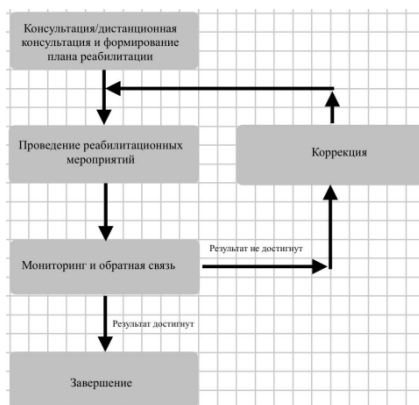 Консультация/дистанционная
консультация и формирование
плана реабилитации
Проведение реабилитационных
мероприятий
Коррекция
Мониторинг и обратная связь
Результат не достигнут
Результат достигнут
Завершение